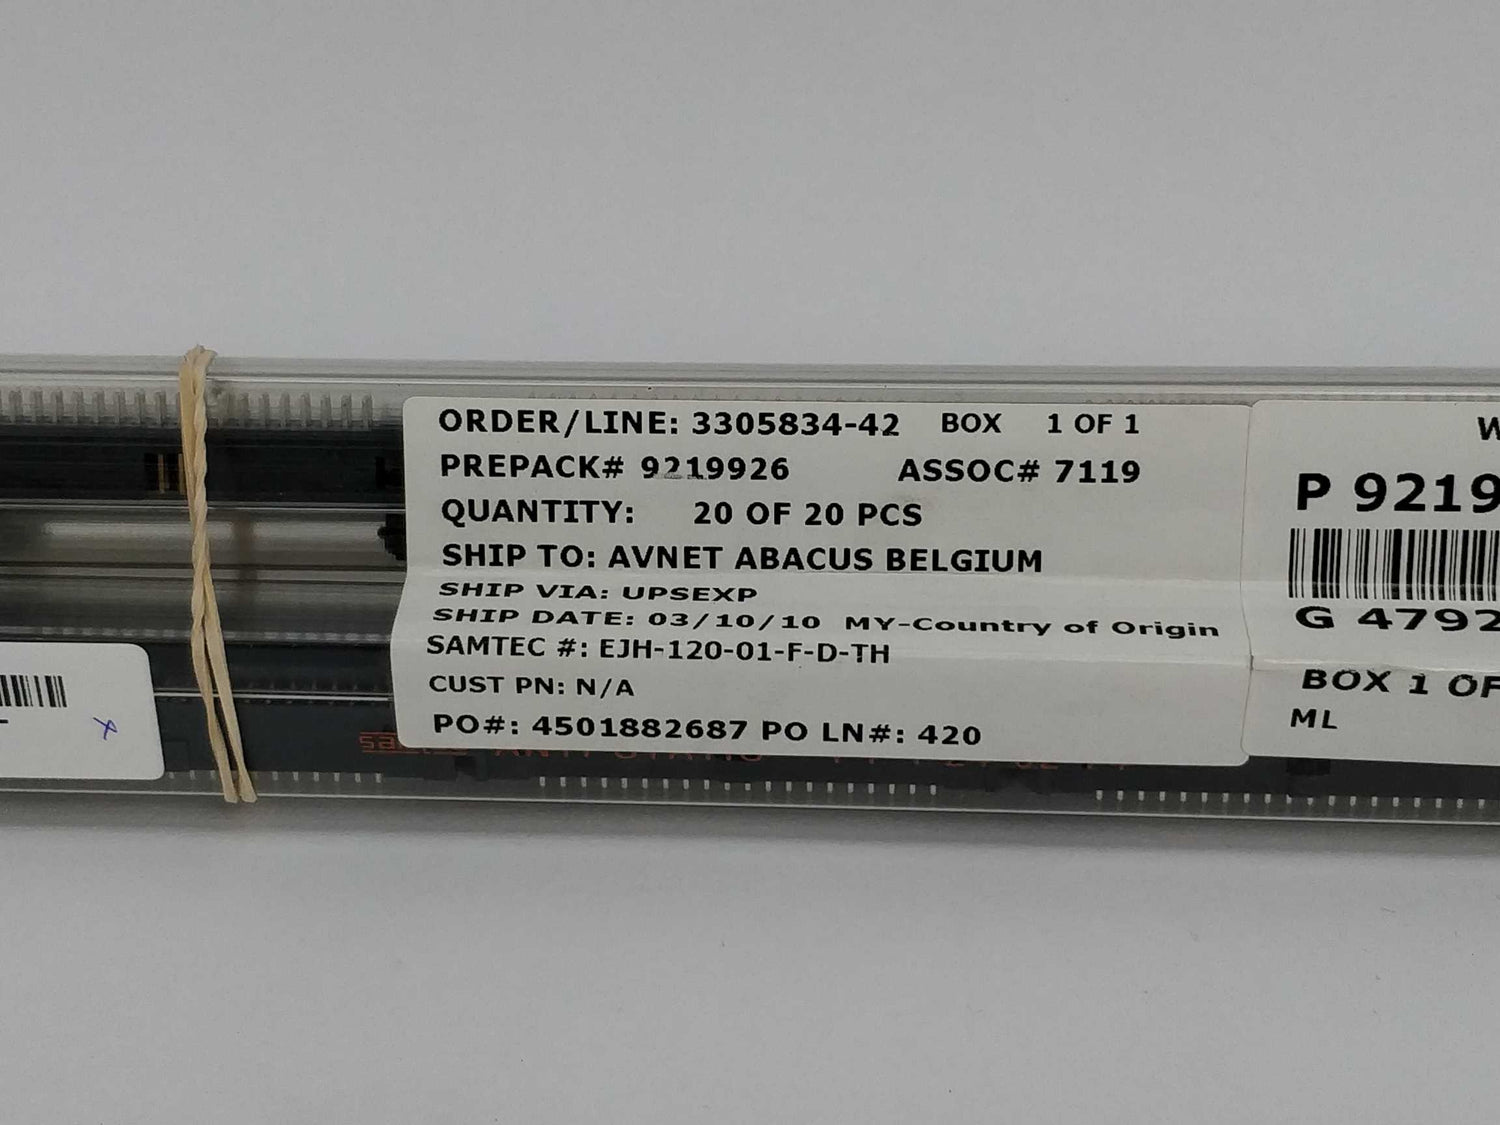 ORDER/LINE: 3305834-42 BOX 1 OF 1
PREPACK# 9219926 ASSOC# 7119
QUANTITY: 20 OF 20 PCS
SHIP TO: AVNET ABACUS BELGIUM
SHIP VIA: UPSEXP
SHIP DATE: 03/10/10 MY-Country of Origin
SAMTEC #: EJH-120-01-F-D-TH
CUST PN: N/A
PO#: 4501882687 PO LN#: 420
P 9219
G 4792
BOX 1 OF
ML